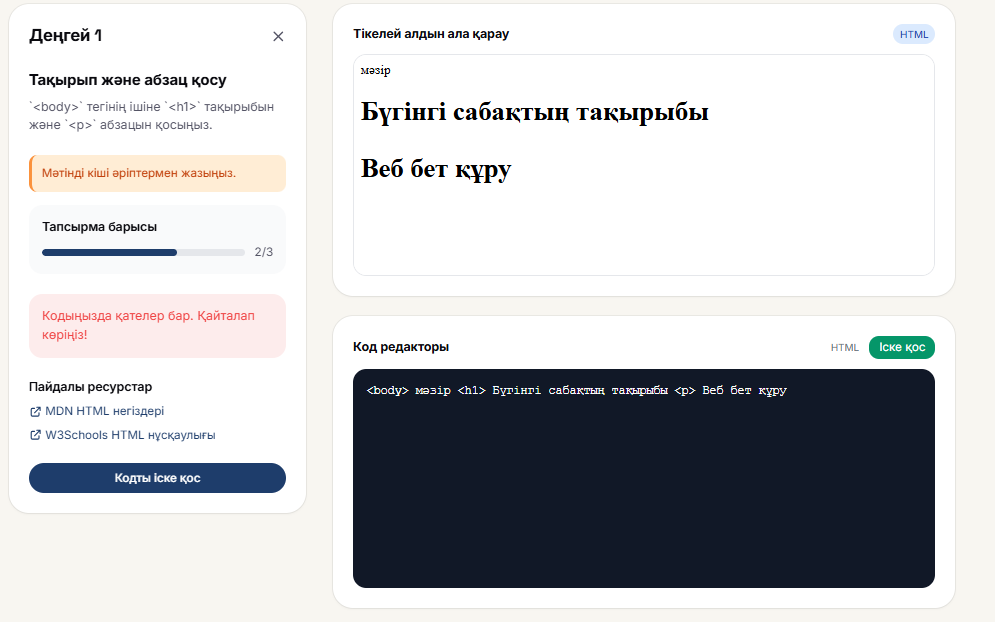 Деңгей 1
Тақырып және абзац қосу
`<body>` тегінің ішіне `<h1>` тақырыбын
және `<p>` абзацын қосыңыз.
Мәтінді кіші әріптермен жазыңыз.
Тапсырма барысы
2/3
Кодыңызда қателер бар. Қайталап
көріңіз!
Пайдалы ресурстар
MDN HTML негіздері
W3Schools HTML нұсқаулығы
Кодты іске қос
Тікелей алдын ала қарау
HTML
мәзір
Бүгінгі сабақтың тақырыбы
Веб бет құру
Код редакторы
HTML
Іске қос
<body> мәзір <h1> Бүгінгі сабақтың тақырыбы <p> Веб бет құру